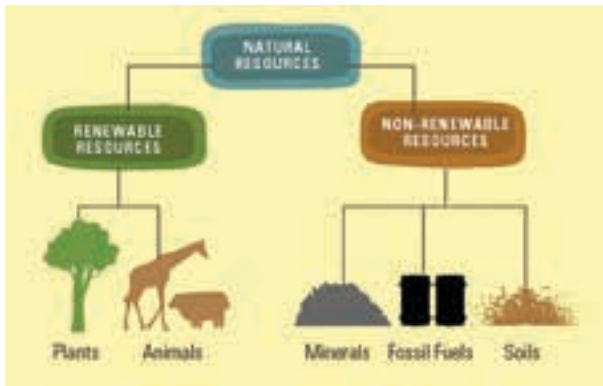 NATURAL
RESOURCES
RENEWABLE
RESOURCES
NON-RENEWABLE
RESOURCES
Plants
Animals
Minerals
Fossil Fuels
Soils